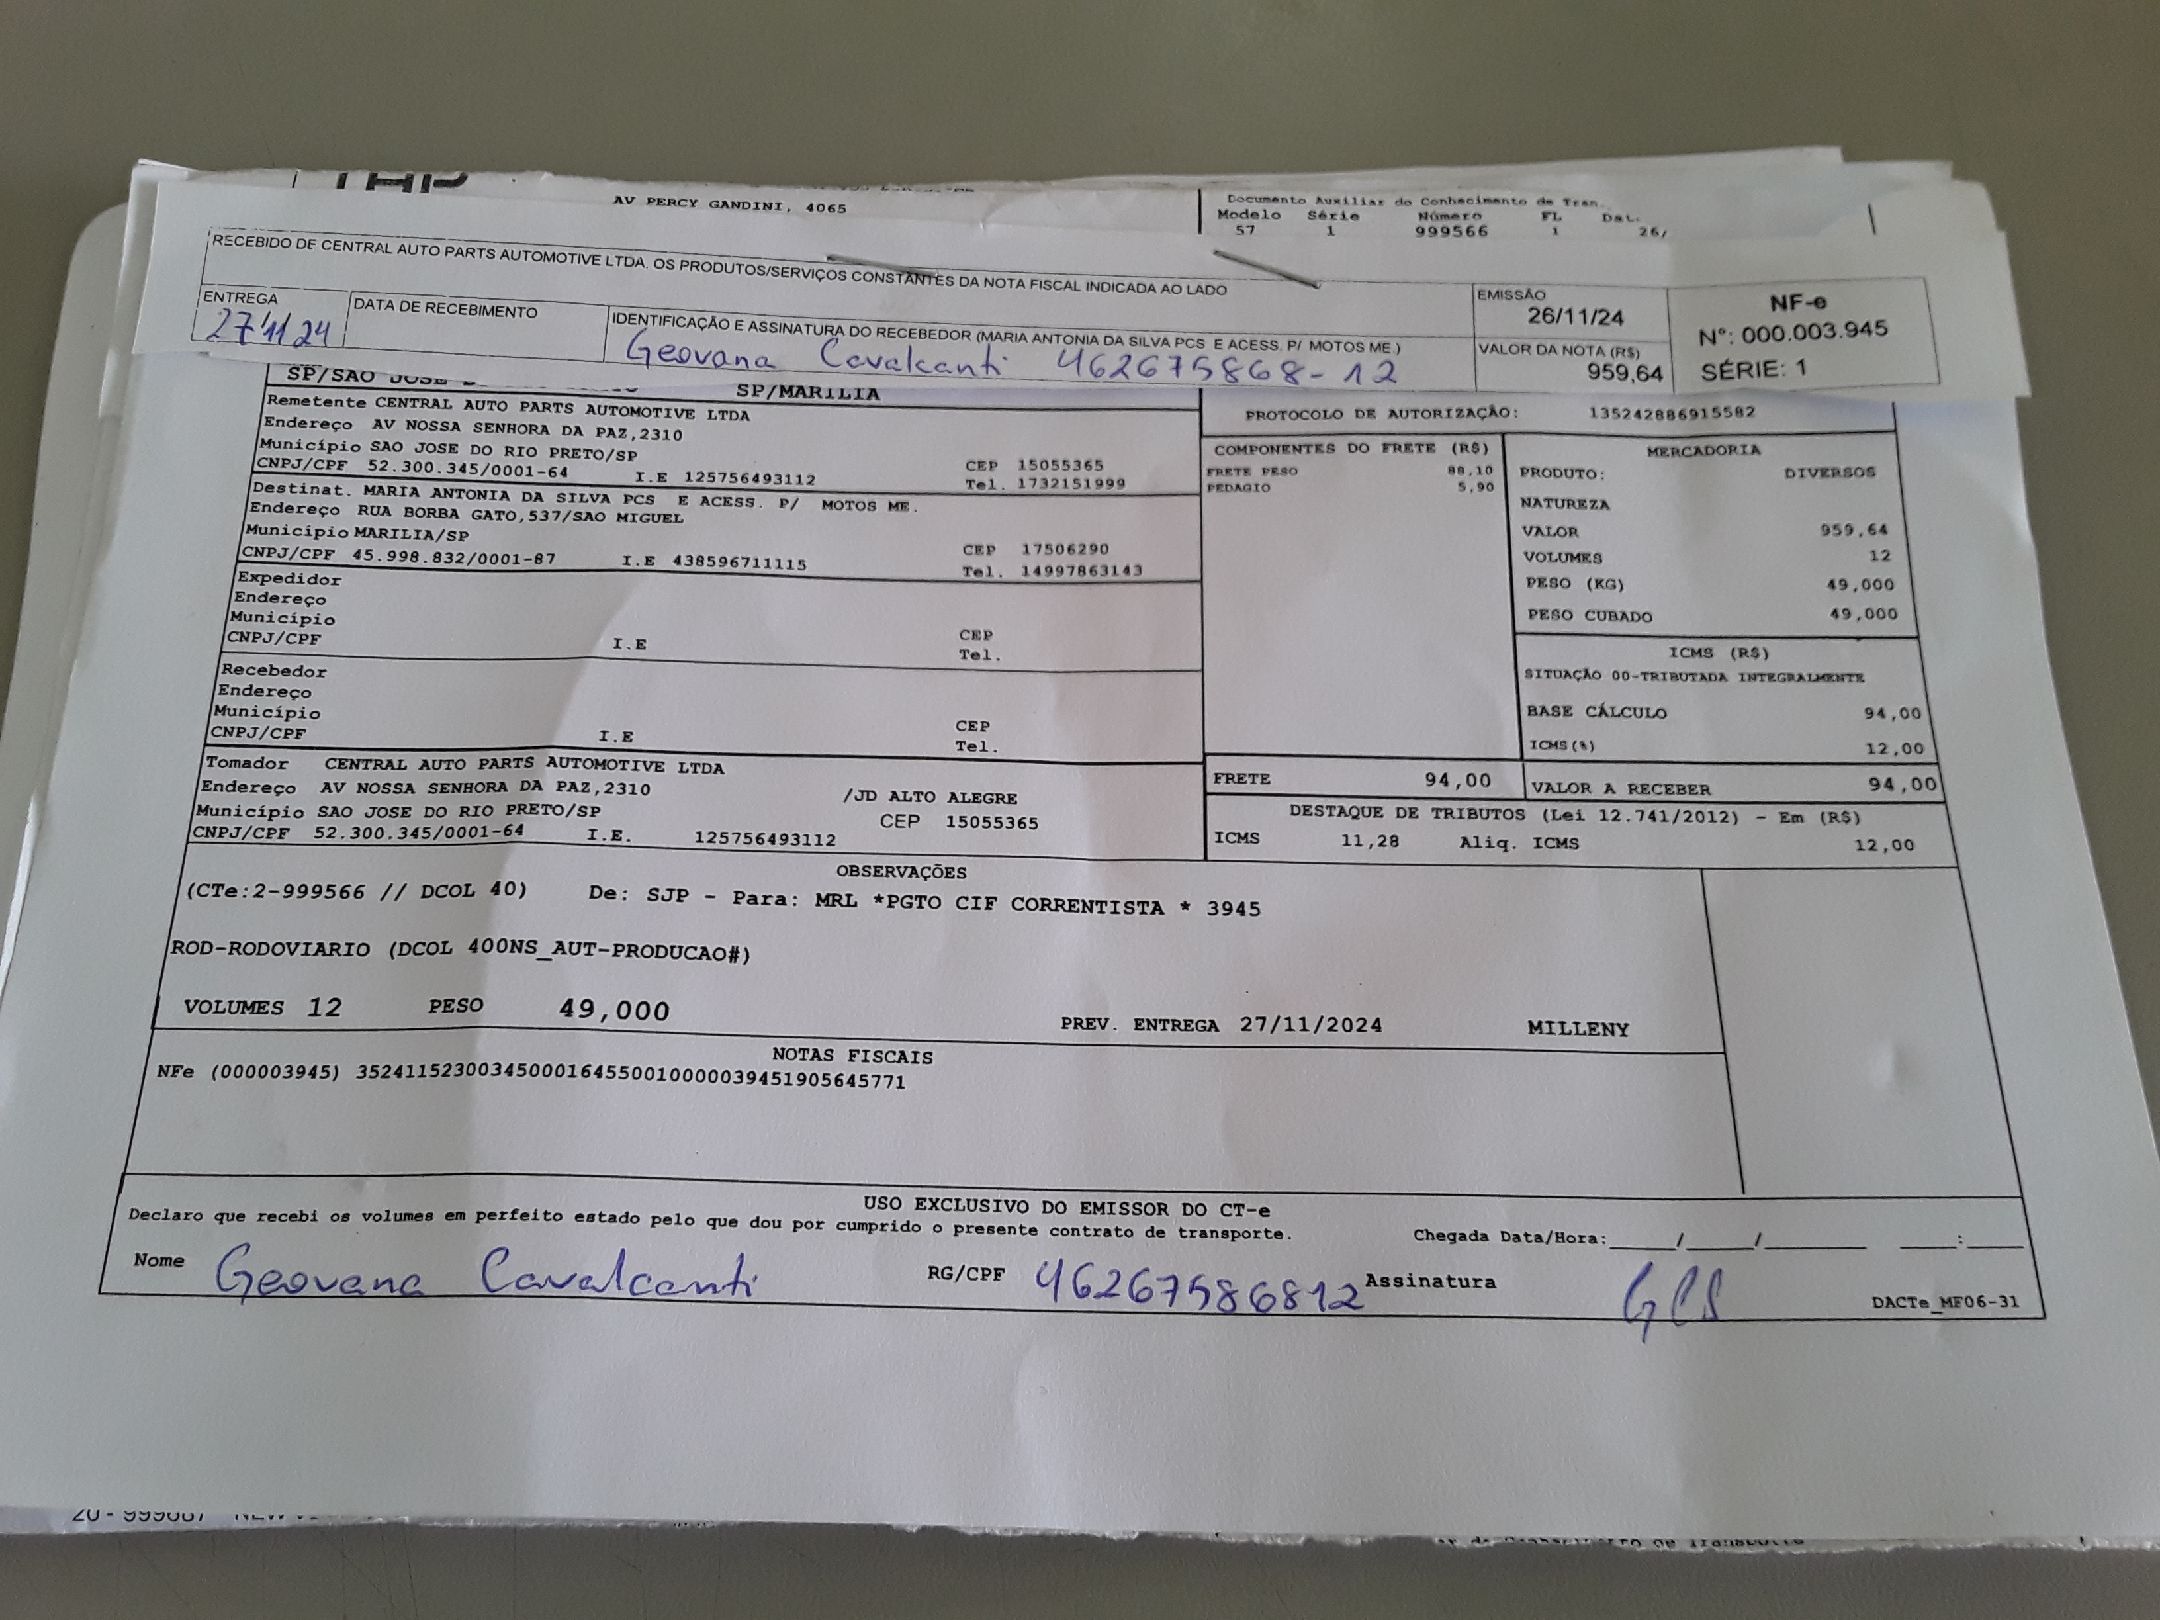 AV PERCY GANDINI, 4065
Documento Auxiliar do Conhecimento de Tran
Modelo Série Número FL Dat.
57 1 999566 1 26/
RECEBIDO DE CENTRAL AUTO PARTS AUTOMOTIVE LTDA. OS PRODUTOS/SERVIÇOS CONSTANTES DA NOTA FISCAL INDICADA AO LADO
ENTREGA
27/11/24
DATA DE RECEBIMENTO
IDENTIFICAÇÃO E ASSINATURA DO RECEBEDOR (MARIA ANTONIA DA SILVA PCS E ACESS. P/ MOTOS ME.)
Geovana Cavalcanti 462675868-12
EMISSÃO
26/11/24
VALOR DA NOTA (R$)
959,64
NF-e
Nº: 000.003.945
SÉRIE: 1
SP/SAO JOSE
SP/MARILIA
Remetente CENTRAL AUTO PARTS AUTOMOTIVE LTDA
Endereço AV NOSSA SENHORA DA PAZ,2310
Município SAO JOSE DO RIO PRETO/SP CEP 15055365
CNPJ/CPF 52.300.345/0001-64 I.E 125756493112 Tel. 1732151999
Destinat. MARIA ANTONIA DA SILVA PCS E ACESS. P/ MOTOS ME.
Endereço RUA BORBA GATO,537/SAO MIGUEL
Município MARILIA/SP CEP 17506290
CNPJ/CPF 45.998.832/0001-87 I.E 438596711115 Tel. 14997863143
Expedidor
Endereço
Município CEP
CNPJ/CPF I.E Tel.
Recebedor
Endereço
Município CEP
CNPJ/CPF I.E Tel.
Tomador CENTRAL AUTO PARTS AUTOMOTIVE LTDA
Endereço AV NOSSA SENHORA DA PAZ,2310 /JD ALTO ALEGRE
Município SAO JOSE DO RIO PRETO/SP CEP 15055365
CNPJ/CPF 52.300.345/0001-64 I.E. 125756493112
PROTOCOLO DE AUTORIZAÇÃO: 135242886915582
COMPONENTES DO FRETE (R$)
FRETE PESO 88,10
PEDAGIO 5,90
MERCADORIA
PRODUTO: DIVERSOS
NATUREZA
VALOR 959,64
VOLUMES 12
PESO (KG) 49,000
PESO CUBADO 49,000
ICMS (R$)
SITUAÇÃO 00-TRIBUTADA INTEGRALMENTE
BASE CÁLCULO 94,00
ICMS(%) 12,00
FRETE 94,00 VALOR A RECEBER 94,00
DESTAQUE DE TRIBUTOS (Lei 12.741/2012) - Em (R$)
ICMS 11,28 Aliq. ICMS 12,00
OBSERVAÇÕES
(CTe:2-999566 // DCOL 40) De: SJP - Para: MRL *PGTO CIF CORRENTISTA * 3945
ROD-RODOVIARIO (DCOL 400NS_AUT-PRODUCAO#)
VOLUMES 12 PESO 49,000 PREV. ENTREGA 27/11/2024 MILLENY
NOTAS FISCAIS
NFe (000003945) 35241152300345000164550010000039451905645771
USO EXCLUSIVO DO EMISSOR DO CT-e
Declaro que recebi os volumes em perfeito estado pelo que dou por cumprido o presente contrato de transporte. Chegada Data/Hora:_____/_____/________ ____:____
Nome Geovana Cavalcanti RG/CPF 46267586812 Assinatura GCS
DACTe_MF06-31